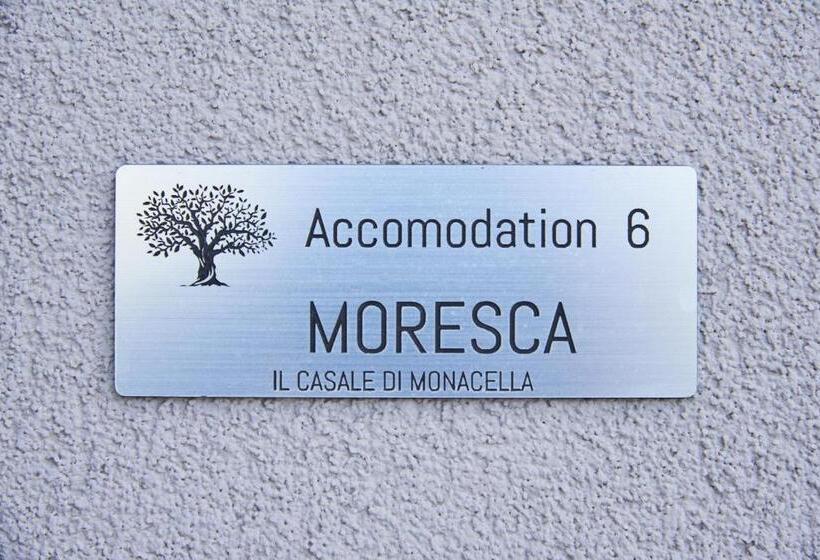 Accomodation 6
MORESCA
IL CASALE DI MONACELLA